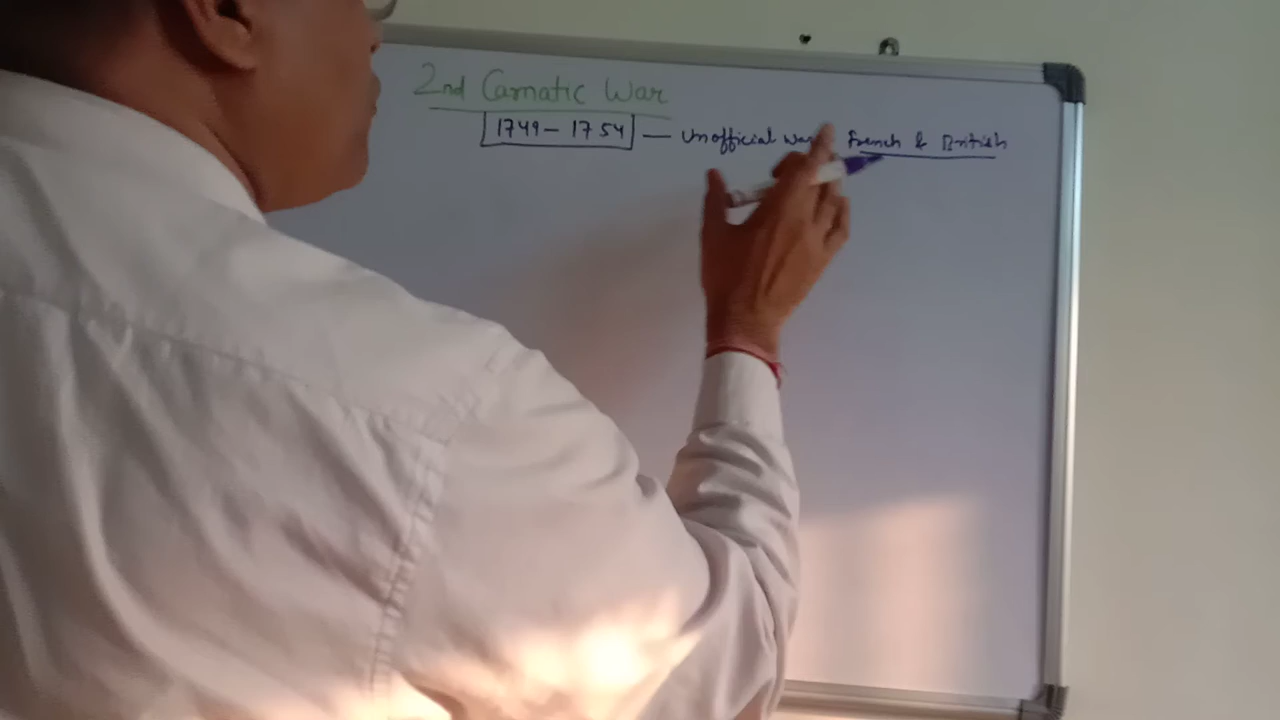 2nd Carnatic War
1749 - 1754 — Unofficial war French & British